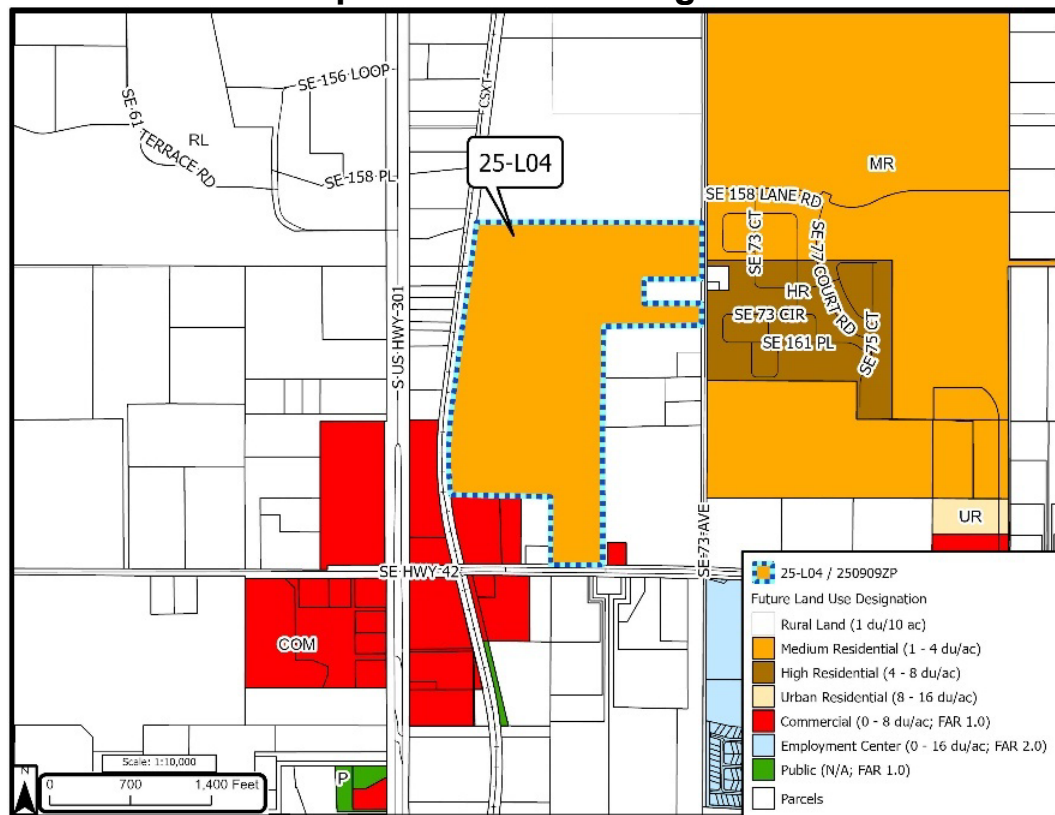 SE 156 LOOP
SE 61 TERRACE RD
RL
SE 158 PL
CSXT
25-L04
MR
SE 158 LANE RD
SE 73 CT
SE 77 COURT RD
HR
SE 73 CIR
SE 161 PL
SE 75 CT
S US HWY 301
SE 73 AVE
UR
SE HWY 42
COM
P
25-L04 / 250909ZP
Future Land Use Designation
Rural Land (1 du/10 ac)
Medium Residential (1 - 4 du/ac)
High Residential (4 - 8 du/ac)
Urban Residential (8 - 16 du/ac)
Commercial (0 - 8 du/ac; FAR 1.0)
Employment Center (0 - 16 du/ac; FAR 2.0)
Public (N/A; FAR 1.0)
Parcels
Scale: 1:10,000
N
0 700 1,400 Feet